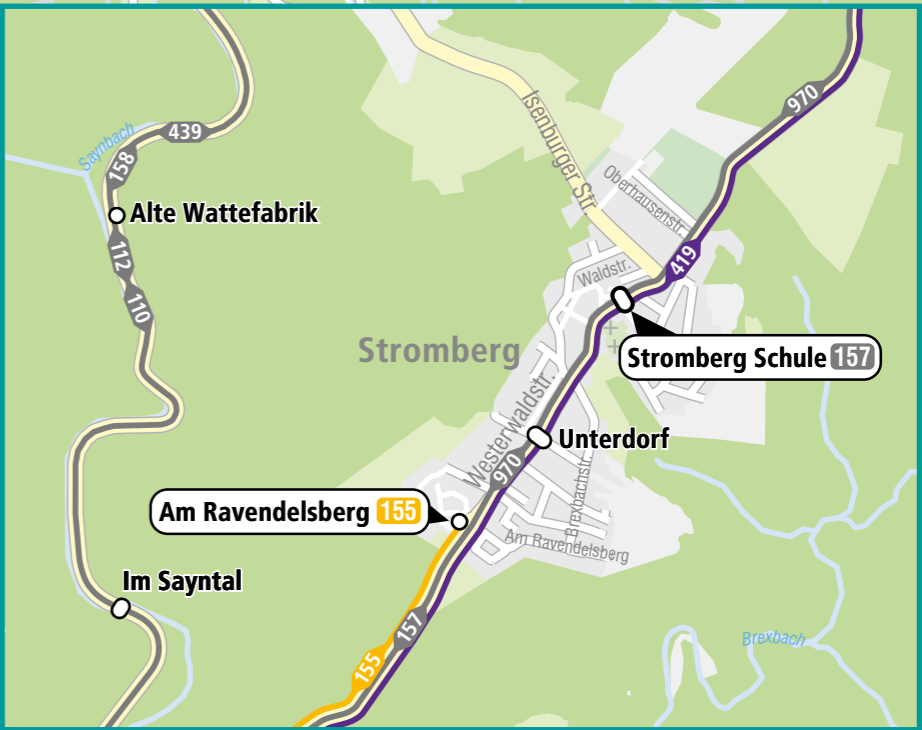 970
Isenburger Str.
439
Saynbach
158
Oberhausenstr.
Alte Wattefabrik
112
419
Waldstr.
110
Stromberg
Stromberg Schule 157
Westerwaldstr.
Unterdorf
970
Brexbachstr.
Am Ravendelsberg 155
Am Ravendelsberg
Im Sayntal
157
Brexbach
155